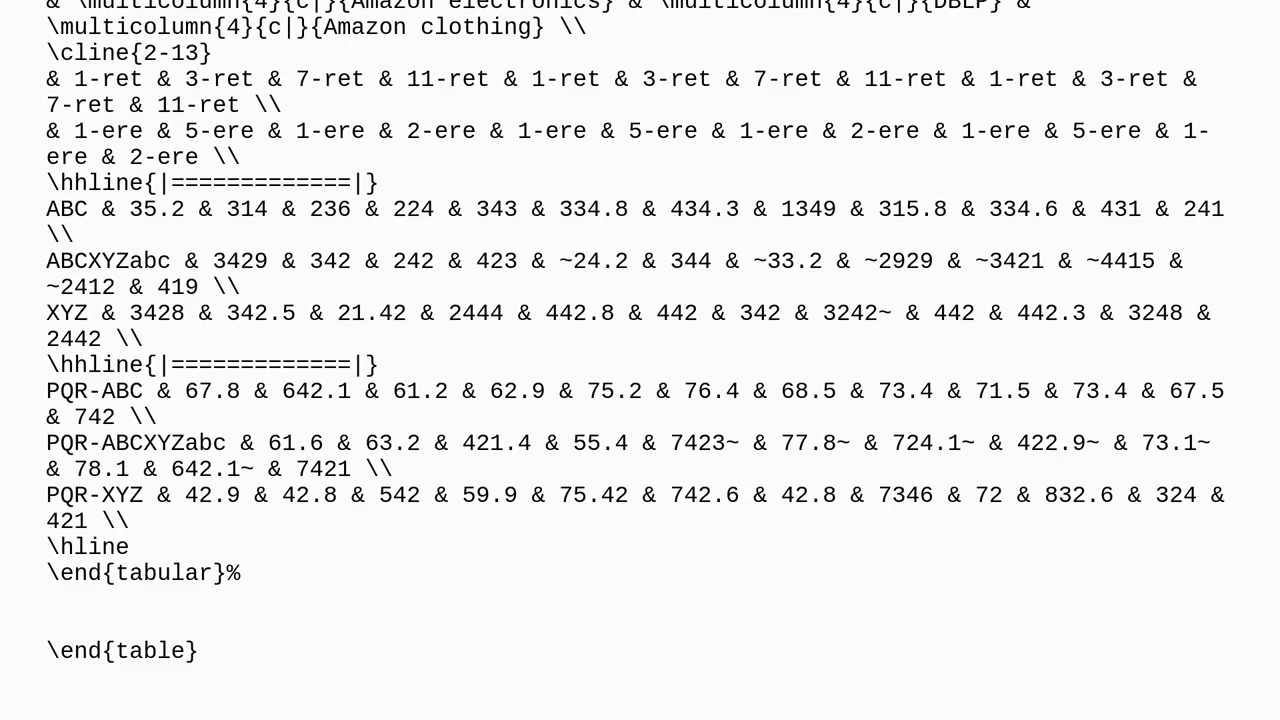 & \multicolumn{4}{c|}{Amazon electronics} & \multicolumn{4}{c|}{DBLP} &
\multicolumn{4}{c|}{Amazon clothing} \\
\cline{2-13}
& 1-ret & 3-ret & 7-ret & 11-ret & 1-ret & 3-ret & 7-ret & 11-ret & 1-ret & 3-ret &
7-ret & 11-ret \\
& 1-ere & 5-ere & 1-ere & 2-ere & 1-ere & 5-ere & 1-ere & 2-ere & 1-ere & 5-ere & 1-
ere & 2-ere \\
\hhline{|=============|}
ABC & 35.2 & 314 & 236 & 224 & 343 & 334.8 & 434.3 & 1349 & 315.8 & 334.6 & 431 & 241
\\
ABCXYZabc & 3429 & 342 & 242 & 423 & ~24.2 & 344 & ~33.2 & ~2929 & ~3421 & ~4415 &
~2412 & 419 \\
XYZ & 3428 & 342.5 & 21.42 & 2444 & 442.8 & 442 & 342 & 3242~ & 442 & 442.3 & 3248 &
2442 \\
\hhline{|=============|}
PQR-ABC & 67.8 & 642.1 & 61.2 & 62.9 & 75.2 & 76.4 & 68.5 & 73.4 & 71.5 & 73.4 & 67.5
& 742 \\
PQR-ABCXYZabc & 61.6 & 63.2 & 421.4 & 55.4 & 7423~ & 77.8~ & 724.1~ & 422.9~ & 73.1~
& 78.1 & 642.1~ & 7421 \\
PQR-XYZ & 42.9 & 42.8 & 542 & 59.9 & 75.42 & 742.6 & 42.8 & 7346 & 72 & 832.6 & 324 &
421 \\
\hline
\end{tabular}%
\end{table}